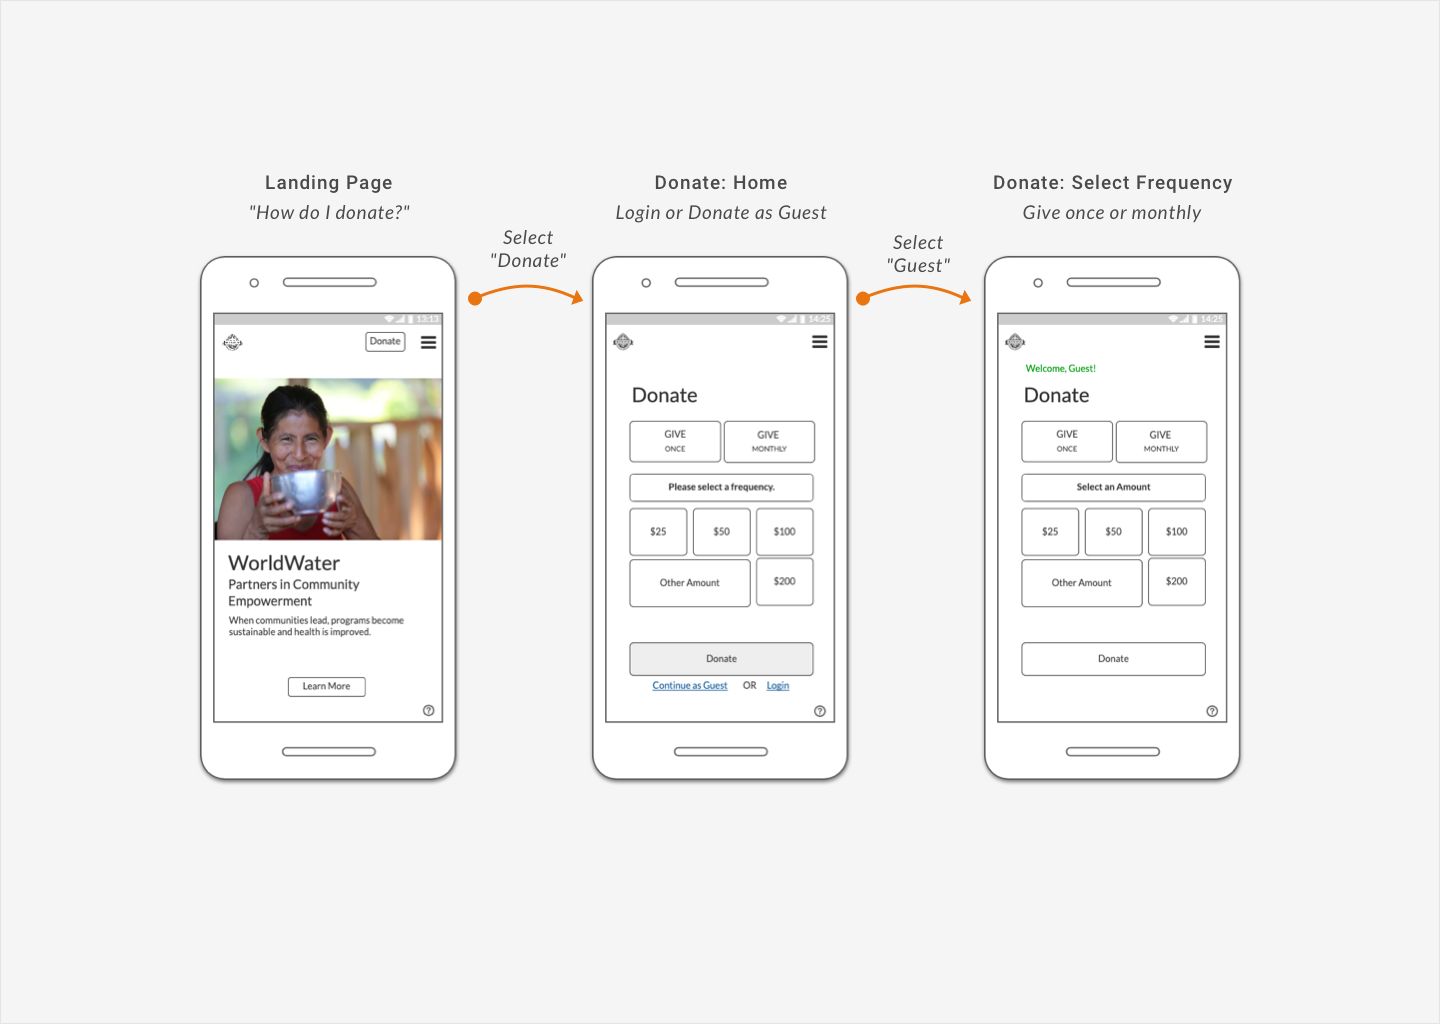 Landing Page
"How do I donate?"
Select
"Donate"
Donate: Home
Login or Donate as Guest
Select
"Guest"
Donate: Select Frequency
Give once or monthly
13:13
Donate
WorldWater
Partners in Community
Empowerment
When communities lead, programs become
sustainable and health is improved.
Learn More
?
14:25
Donate
GIVE
ONCE
GIVE
MONTHLY
Please select a frequency.
$25
$50
$100
Other Amount
$200
Donate
Continue as Guest OR Login
?
14:25
Welcome, Guest!
Donate
GIVE
ONCE
GIVE
MONTHLY
Select an Amount
$25
$50
$100
Other Amount
$200
Donate
?